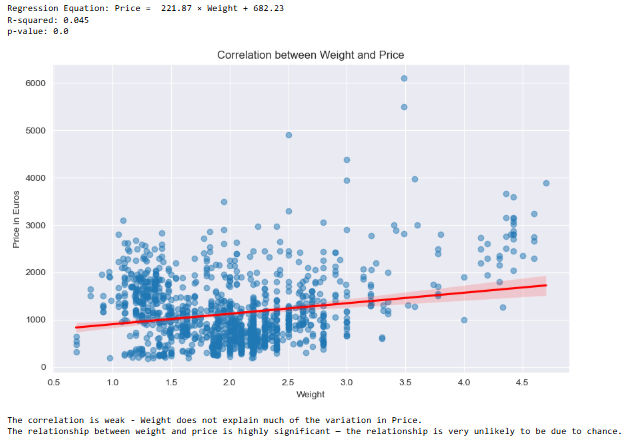 Regression Equation: Price =  221.87 × Weight + 682.23
R-squared: 0.045
p-value: 0.0
Correlation between Weight and Price
6000
5000
4000
3000
2000
1000
0
Price in Euros
0.5 1.0 1.5 2.0 2.5 3.0 3.5 4.0 4.5
Weight
The correlation is weak - Weight does not explain much of the variation in Price.
The relationship between weight and price is highly significant — the relationship is very unlikely to be due to chance.